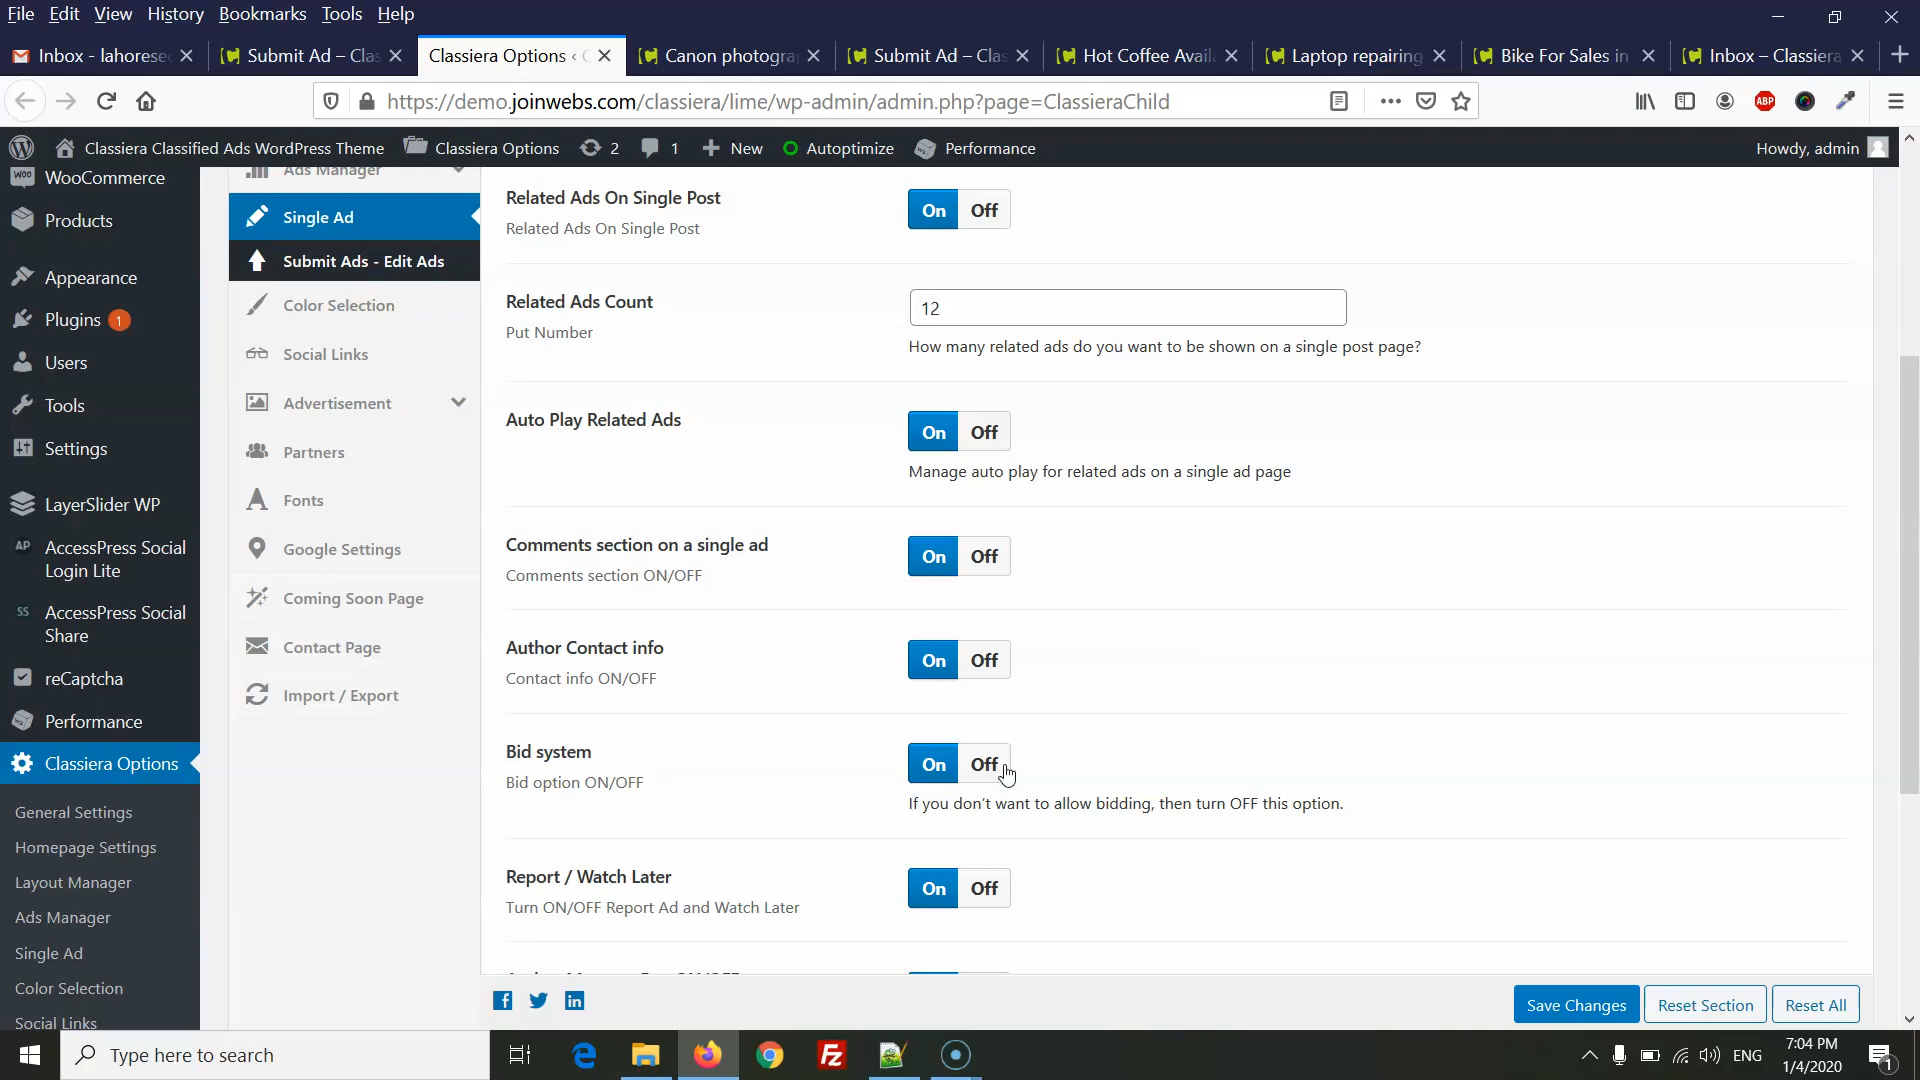 File Edit View History Bookmarks Tools Help
Inbox - lahorese
Submit Ad – Clas
Classiera Options ‹ C
Canon photogra
Submit Ad – Clas
Hot Coffee Avail
Laptop repairing
Bike For Sales in
Inbox – Classiera
https://demo.joinwebs.com/classiera/lime/wp-admin/admin.php?page=ClassieraChild
ABP
Classiera Classified Ads WordPress Theme
Classiera Options
2
1
New
Autoptimize
Performance
Howdy, admin
WooCommerce
Products
Appearance
Plugins 1
Users
Tools
Settings
LayerSlider WP
AP AccessPress Social
Login Lite
SS AccessPress Social
Share
reCaptcha
Performance
Classiera Options
General Settings
Homepage Settings
Layout Manager
Ads Manager
Single Ad
Color Selection
Social Links
Ads Manager
Single Ad
Submit Ads - Edit Ads
Color Selection
Social Links
Advertisement
Partners
Fonts
Google Settings
Coming Soon Page
Contact Page
Import / Export
Related Ads On Single Post
Related Ads On Single Post
On Off
Related Ads Count
Put Number
12
How many related ads do you want to be shown on a single post page?
Auto Play Related Ads
On Off
Manage auto play for related ads on a single ad page
Comments section on a single ad
Comments section ON/OFF
On Off
Author Contact info
Contact info ON/OFF
On Off
Bid system
Bid option ON/OFF
On Off
If you don't want to allow bidding, then turn OFF this option.
Report / Watch Later
Turn ON/OFF Report Ad and Watch Later
On Off
Save Changes
Reset Section
Reset All
Type here to search
ENG
7:04 PM
1/4/2020
1